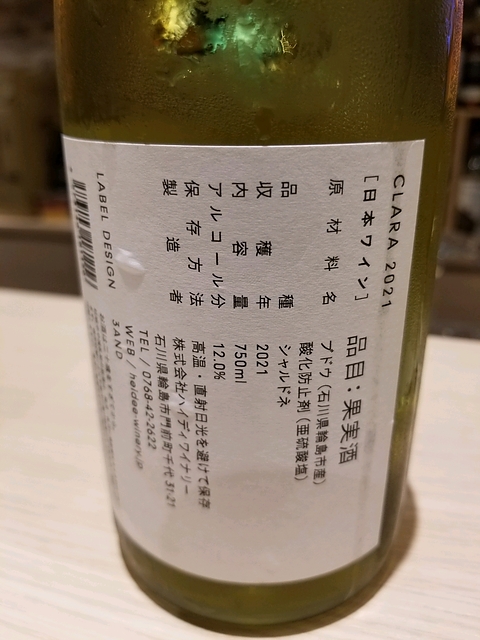 CLARA 2021
[日本ワイン] 品目：果実酒
原材料名 ブドウ(石川県輪島市産)
酸化防止剤(亜硫酸塩)
品種 シャルドネ
収穫年 2021
内容量 750ml
アルコール分 12.0%
保存方法 高温・直射日光を避けて保存
製造者 株式会社ハイディワイナリー
石川県輪島市門前町千代31-21
TEL / 0768-42-2622
WEB / heidee-winery.jp
LABEL DESIGN 3AND